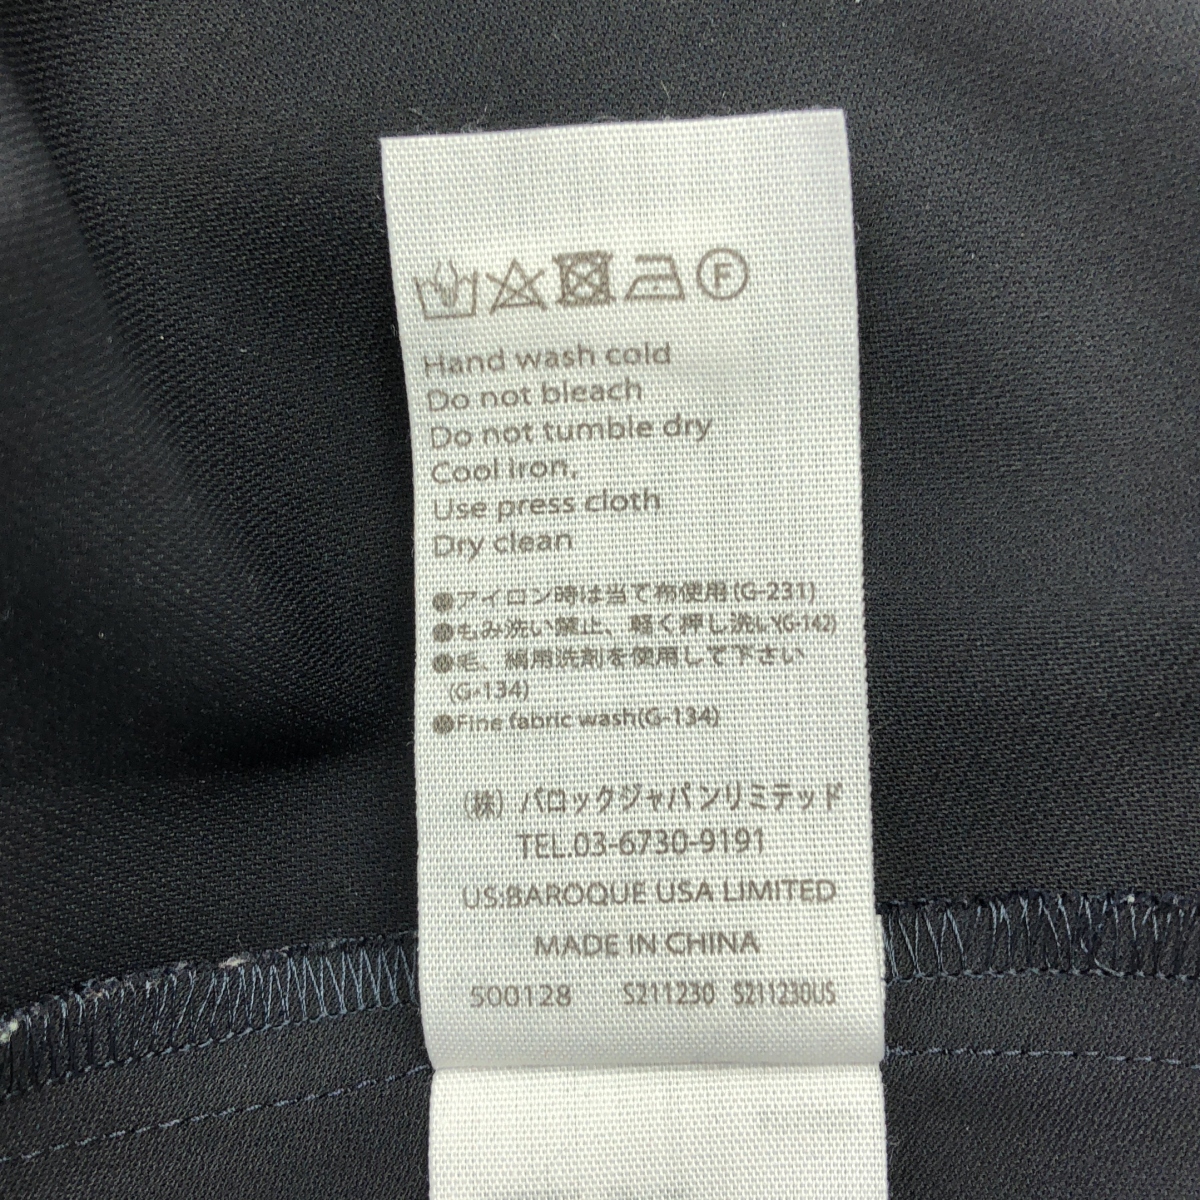 F
Hand wash cold
Do not bleach
Do not tumble dry
Cool iron,
Use press cloth
Dry clean
●アイロン時は当て布使用(G-231)
●もみ洗い禁止、軽く押し洗い(G-142)
●毛、絹用洗剤を使用して下さい
(G-134)
●Fine fabric wash(G-134)
(株) バロックジャパンリミテッド
TEL.03-6730-9191
US:BAROQUE USA LIMITED
MADE IN CHINA
500128 S211230 S211230US